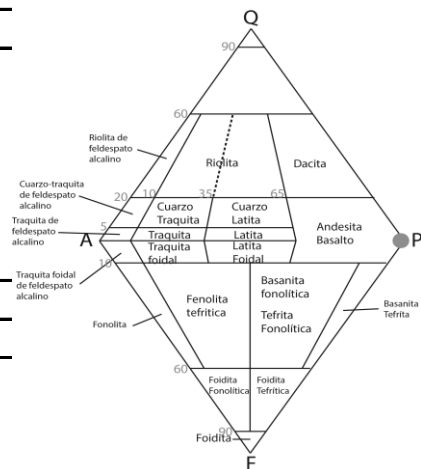 Q
90
60
Riolita de
feldespato
alcalino
Riolita
Dacita
Cuarzo-traquita
de feldespato
alcalino
20
10
35
65
Cuarzo
Traquita
Cuarzo
Latita
Traquita de
feldespato
alcalino
5
Traquita
Latita
Andesita
Basalto
A
P
Traquita
foidal
Latita
Foidal
10
Traquita foidal
de felespato
alcalino
Fenolita
tefritica
Basanita
fonolítica
Tefrita
Fonolítica
Basanita
Tefrita
Fonolita
60
Foidita
Fonolítica
Foidita
Tefrítica
90
Foidita
F